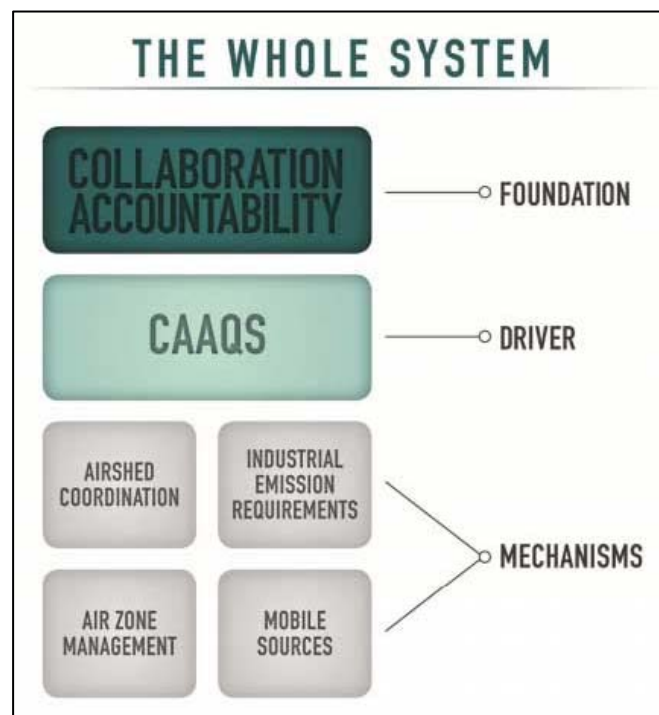 THE WHOLE SYSTEM
COLLABORATION
ACCOUNTABILITY
FOUNDATION
CAAQS
DRIVER
AIRSHED
COORDINATION
INDUSTRIAL
EMISSION
REQUIREMENTS
MECHANISMS
AIR ZONE
MANAGEMENT
MOBILE
SOURCES